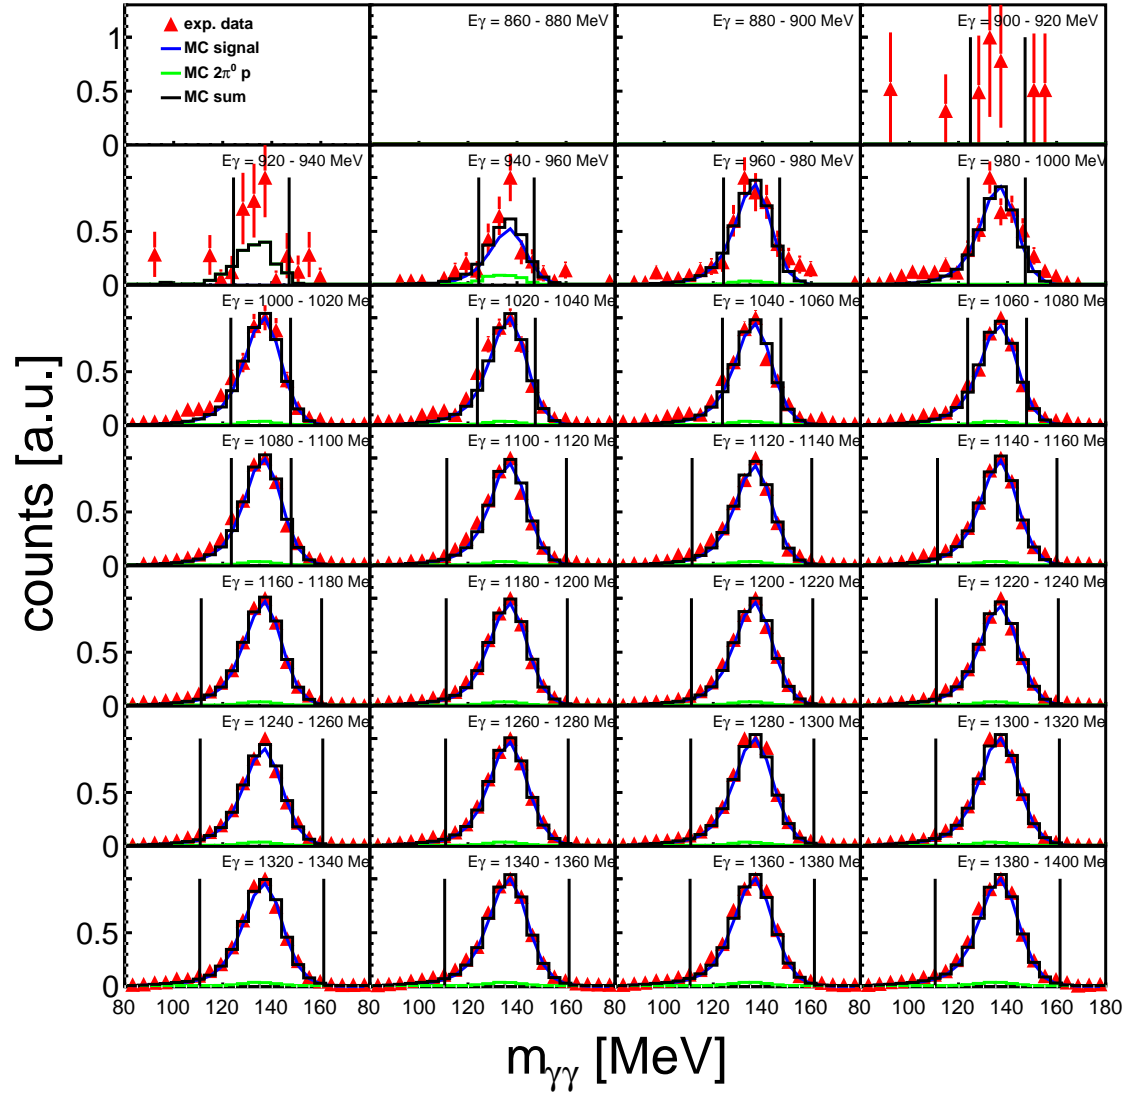 exp. data
MC signal
MC 2π⁰ p
MC sum
Eγ = 860 - 880 MeV
Eγ = 880 - 900 MeV
Eγ = 900 - 920 MeV
1
0.5
0
Eγ = 920 - 940 MeV
Eγ = 940 - 960 MeV
Eγ = 960 - 980 MeV
Eγ = 980 - 1000 MeV
0.5
0
Eγ = 1000 - 1020 Me
Eγ = 1020 - 1040 Me
Eγ = 1040 - 1060 Me
Eγ = 1060 - 1080 Me
0.5
0
Eγ = 1080 - 1100 Me
Eγ = 1100 - 1120 Me
Eγ = 1120 - 1140 Me
Eγ = 1140 - 1160 Me
0.5
0
Eγ = 1160 - 1180 Me
Eγ = 1180 - 1200 Me
Eγ = 1200 - 1220 Me
Eγ = 1220 - 1240 Me
0.5
0
Eγ = 1240 - 1260 Me
Eγ = 1260 - 1280 Me
Eγ = 1280 - 1300 Me
Eγ = 1300 - 1320 Me
0.5
0
Eγ = 1320 - 1340 Me
Eγ = 1340 - 1360 Me
Eγ = 1360 - 1380 Me
Eγ = 1380 - 1400 Me
0.5
0
80 100 120 140 160 80 100 120 140 160 80 100 120 140 160 80 100 120 140 160 180
counts [a.u.]
mγγ [MeV]